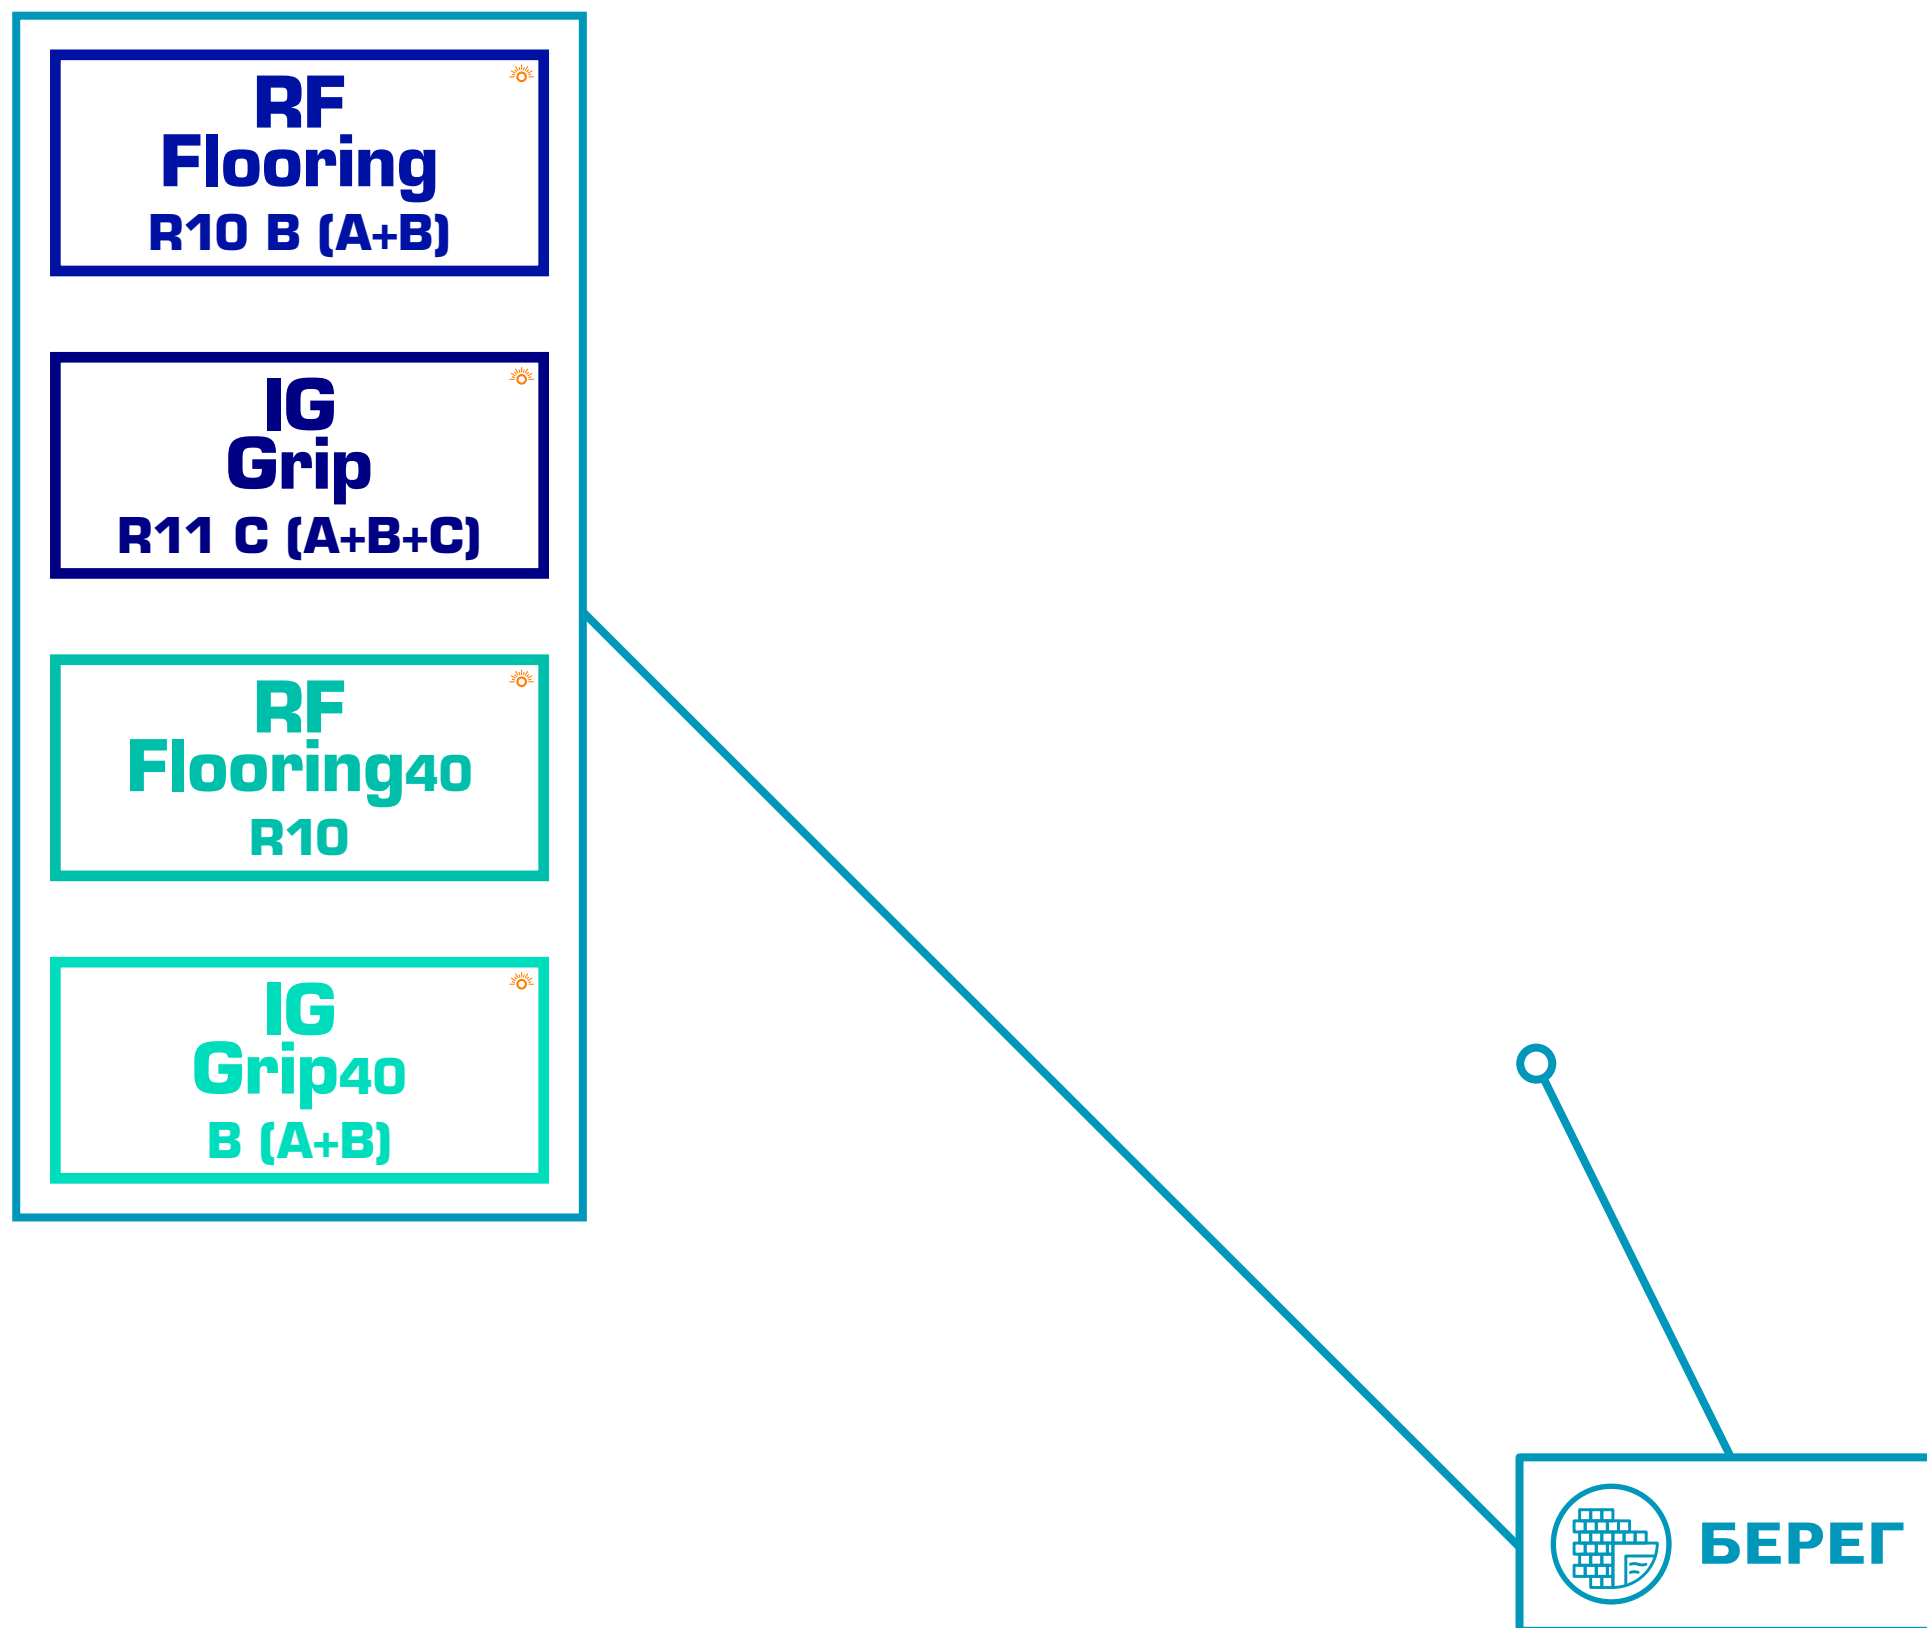 RF
Flooring
R10 B (A+B)
IG
Grip
R11 C (A+B+C)
RF
Flooring40
R10
IG
Grip40
B (A+B)
БЕРЕГ